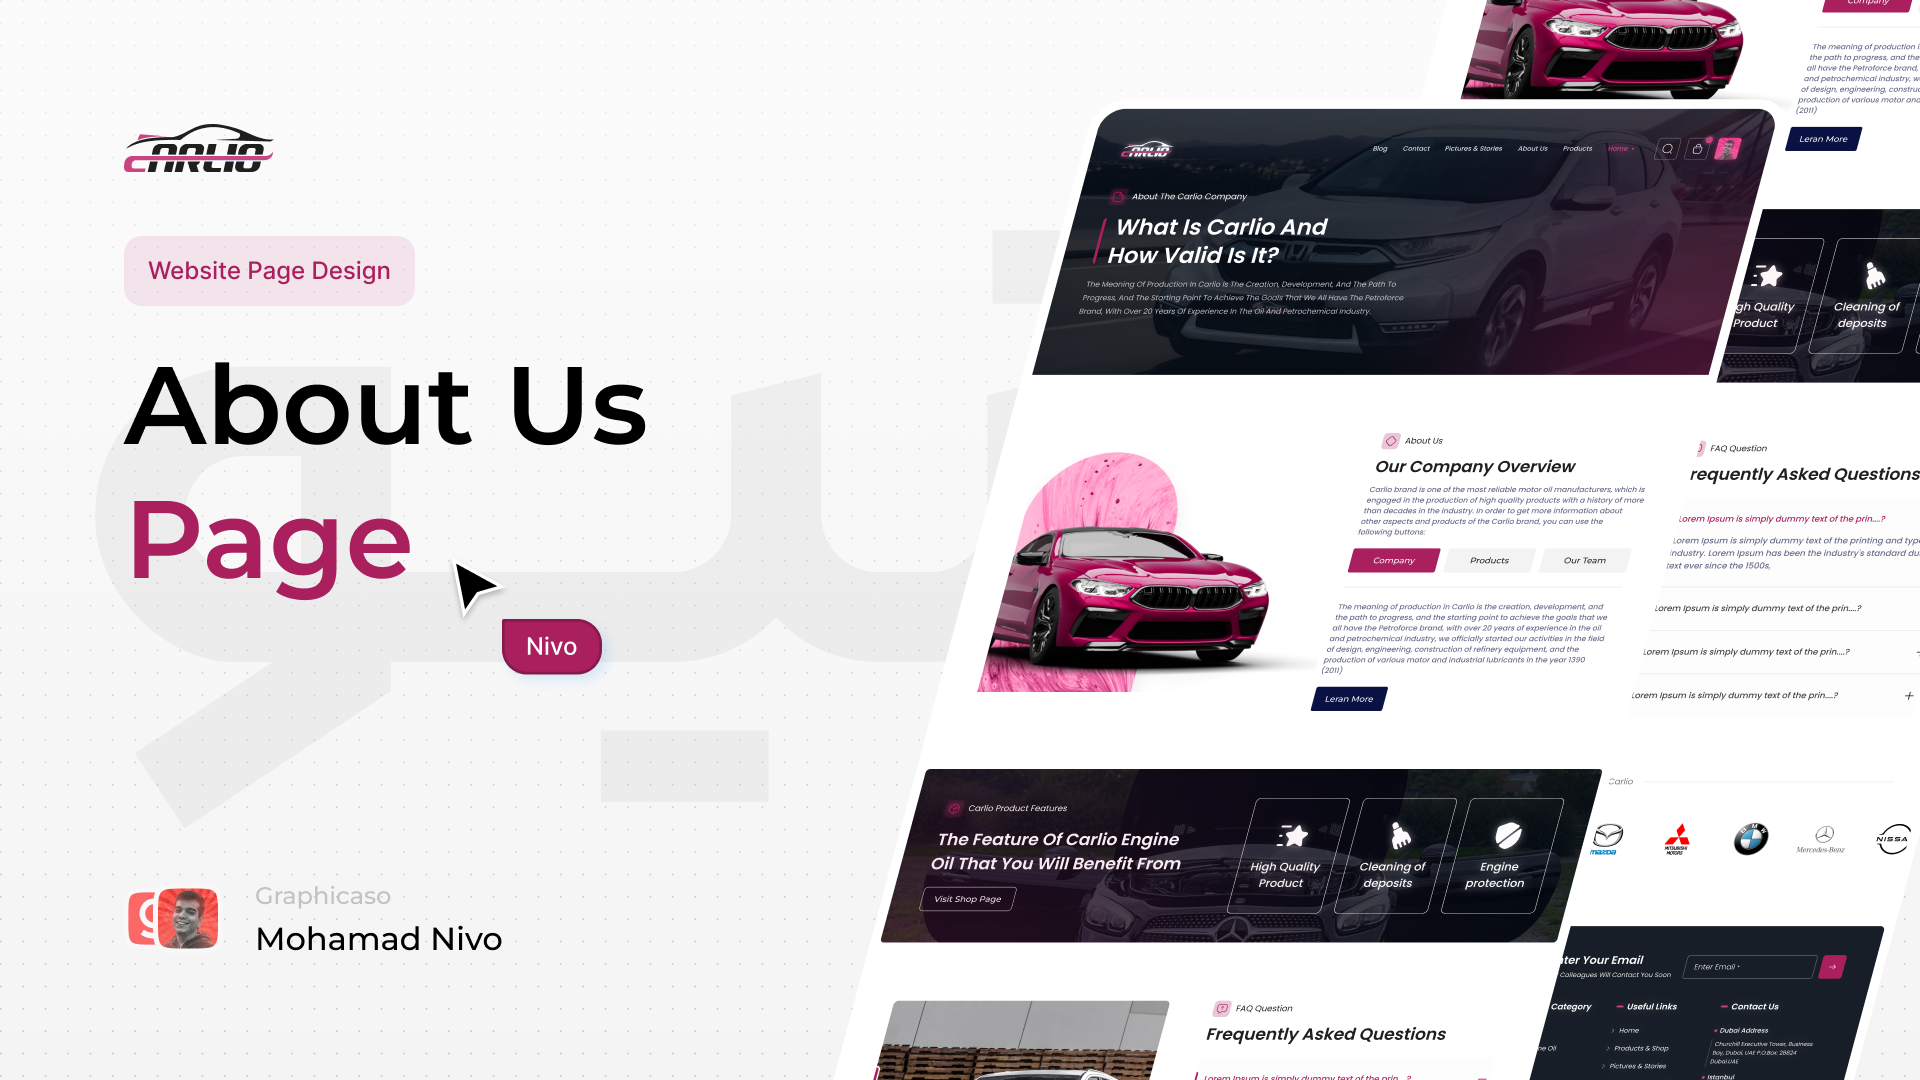 CARLIO
Website Page Design
About Us
Page
Nivo
Graphicaso
Mohamad Nivo
Company
The meaning of production i
the path to progress, and the
all have the Petroforce brand,
and petrochemical industry, w
of design, engineering, construc
production of various motor and
(2011)
Leran More
CARLIO
Blog
Contact
Pictures & Stories
About Us
Products
Home
About The Carlio Company
What Is Carlio And
How Valid Is It?
The Meaning Of Production In Carlio Is The Creation, Development, And The Path To
Progress, And The Starting Point To Achieve The Goals That We All Have The Petroforce
Brand, With Over 20 Years Of Experience In The Oil And Petrochemical Industry.
gh Quality
Product
Cleaning of
deposits
About Us
Our Company Overview
Carlio brand is one of the most reliable motor oil manufacturers, which is
engaged in the production of high quality products with a history of more
than decades in the industry. In order to get more information about
other aspects and products of the Carlio brand, you can use the
following buttons:
Company
Products
Our Team
The meaning of production in Carlio is the creation, development, and
the path to progress, and the starting point to achieve the goals that we
all have the Petroforce brand, with over 20 years of experience in the oil
and petrochemical industry, we officially started our activities in the field
of design, engineering, construction of refinery equipment, and the
production of various motor and industrial lubricants in the year 1390
(2011)
Leran More
FAQ Question
requently Asked Questions
Lorem Ipsum is simply dummy text of the prin....?
Lorem Ipsum is simply dummy text of the printing and type
industry. Lorem Ipsum has been the industry's standard du
text ever since the 1500s,
Lorem Ipsum is simply dummy text of the prin....?
Lorem Ipsum is simply dummy text of the prin....?
Lorem Ipsum is simply dummy text of the prin....?
Carlio Product Features
The Feature Of Carlio Engine
Oil That You Will Benefit From
Visit Shop Page
High Quality
Product
Cleaning of
deposits
Engine
protection
Carlio
mazda
MITSUBISHI
MOTORS
BMW
Mercedes-Benz
NISSA
nter Your Email
Colleagues Will Contact You Soon
Enter Email *
Category
Useful Links
Contact Us
Home
Dubai Address
ne Oil
Products & Shop
Churchill Executive Tower, Business
Bay, Dubai, UAE P.O.Box: 26824
Dubai.UAE
Pictures & Stories
Istanbul
FAQ Question
Frequently Asked Questions
Lorem Ipsum is simply dummy text of the prin....?